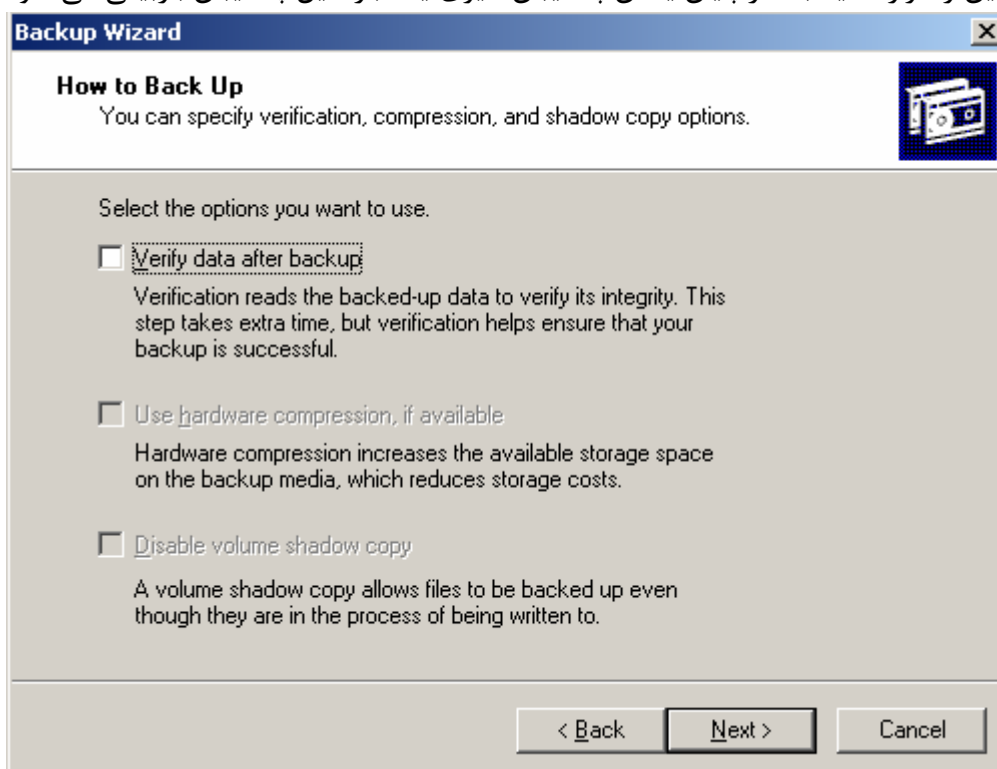 Backup Wizard
How to Back Up
You can specify verification, compression, and shadow copy options.
Select the options you want to use.
Verify data after backup
Verification reads the backed-up data to verify its integrity. This
step takes extra time, but verification helps ensure that your
backup is successful.
Use hardware compression, if available
Hardware compression increases the available storage space
on the backup media, which reduces storage costs.
Disable volume shadow copy
A volume shadow copy allows files to be backed up even
though they are in the process of being written to.
< Back
Next >
Cancel